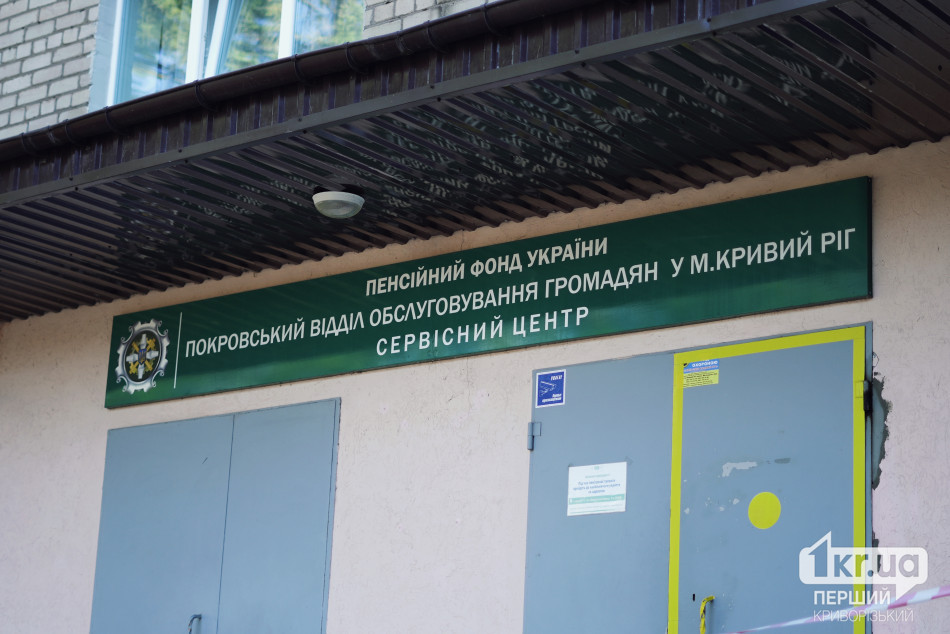 ПЕНСІЙНИЙ ФОНД УКРАЇНИ
ПОКРОВСЬКИЙ ВІДДІЛ ОБСЛУГОВУВАННЯ ГРОМАДЯН У М.КРИВИЙ РІГ
СЕРВІСНИЙ ЦЕНТР
1kr.ua
ПЕРШИЙ
КРИВОРІЗЬКИЙ